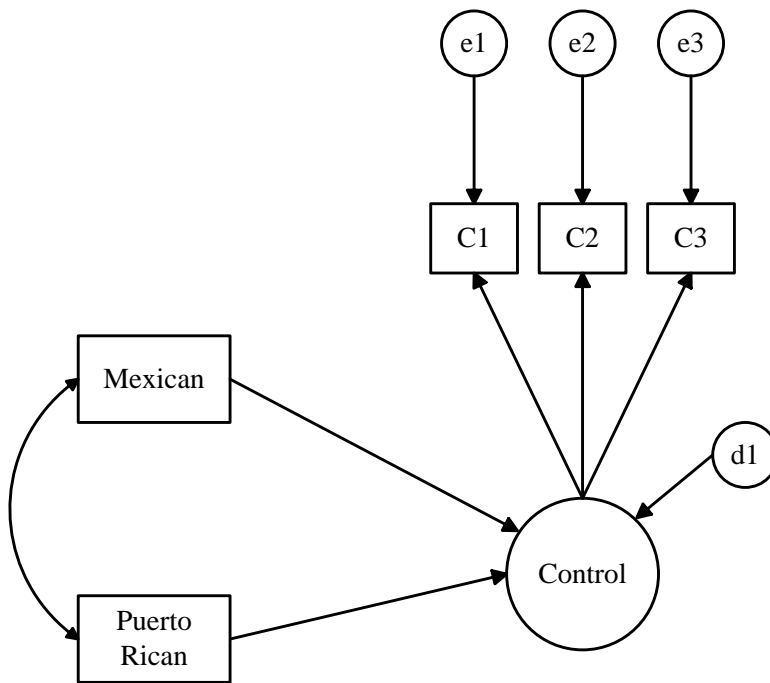 e1 e2 e3
C1 C2 C3
Mexican
d1
Control
Puerto
Rican